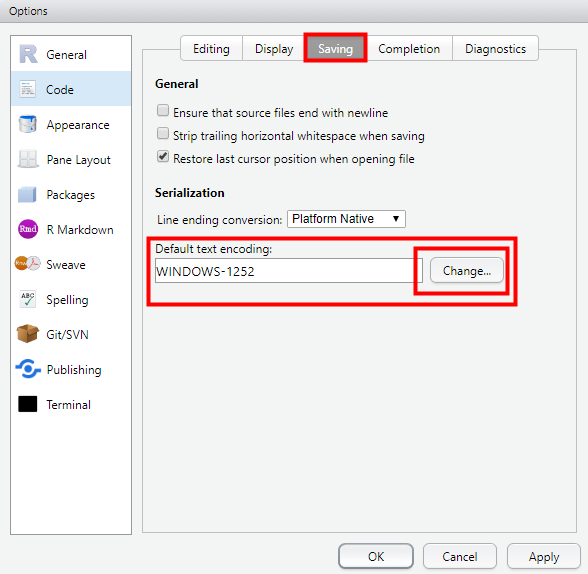 Options
General
Code
Appearance
Pane Layout
Packages
Rmd R Markdown
Sweave
ABC Spelling
Git/SVN
Publishing
Terminal
Editing Display Saving Completion Diagnostics
General
Ensure that source files end with newline
Strip trailing horizontal whitespace when saving
Restore last cursor position when opening file
Serialization
Line ending conversion: Platform Native
Default text encoding:
WINDOWS-1252 Change...
OK Cancel Apply